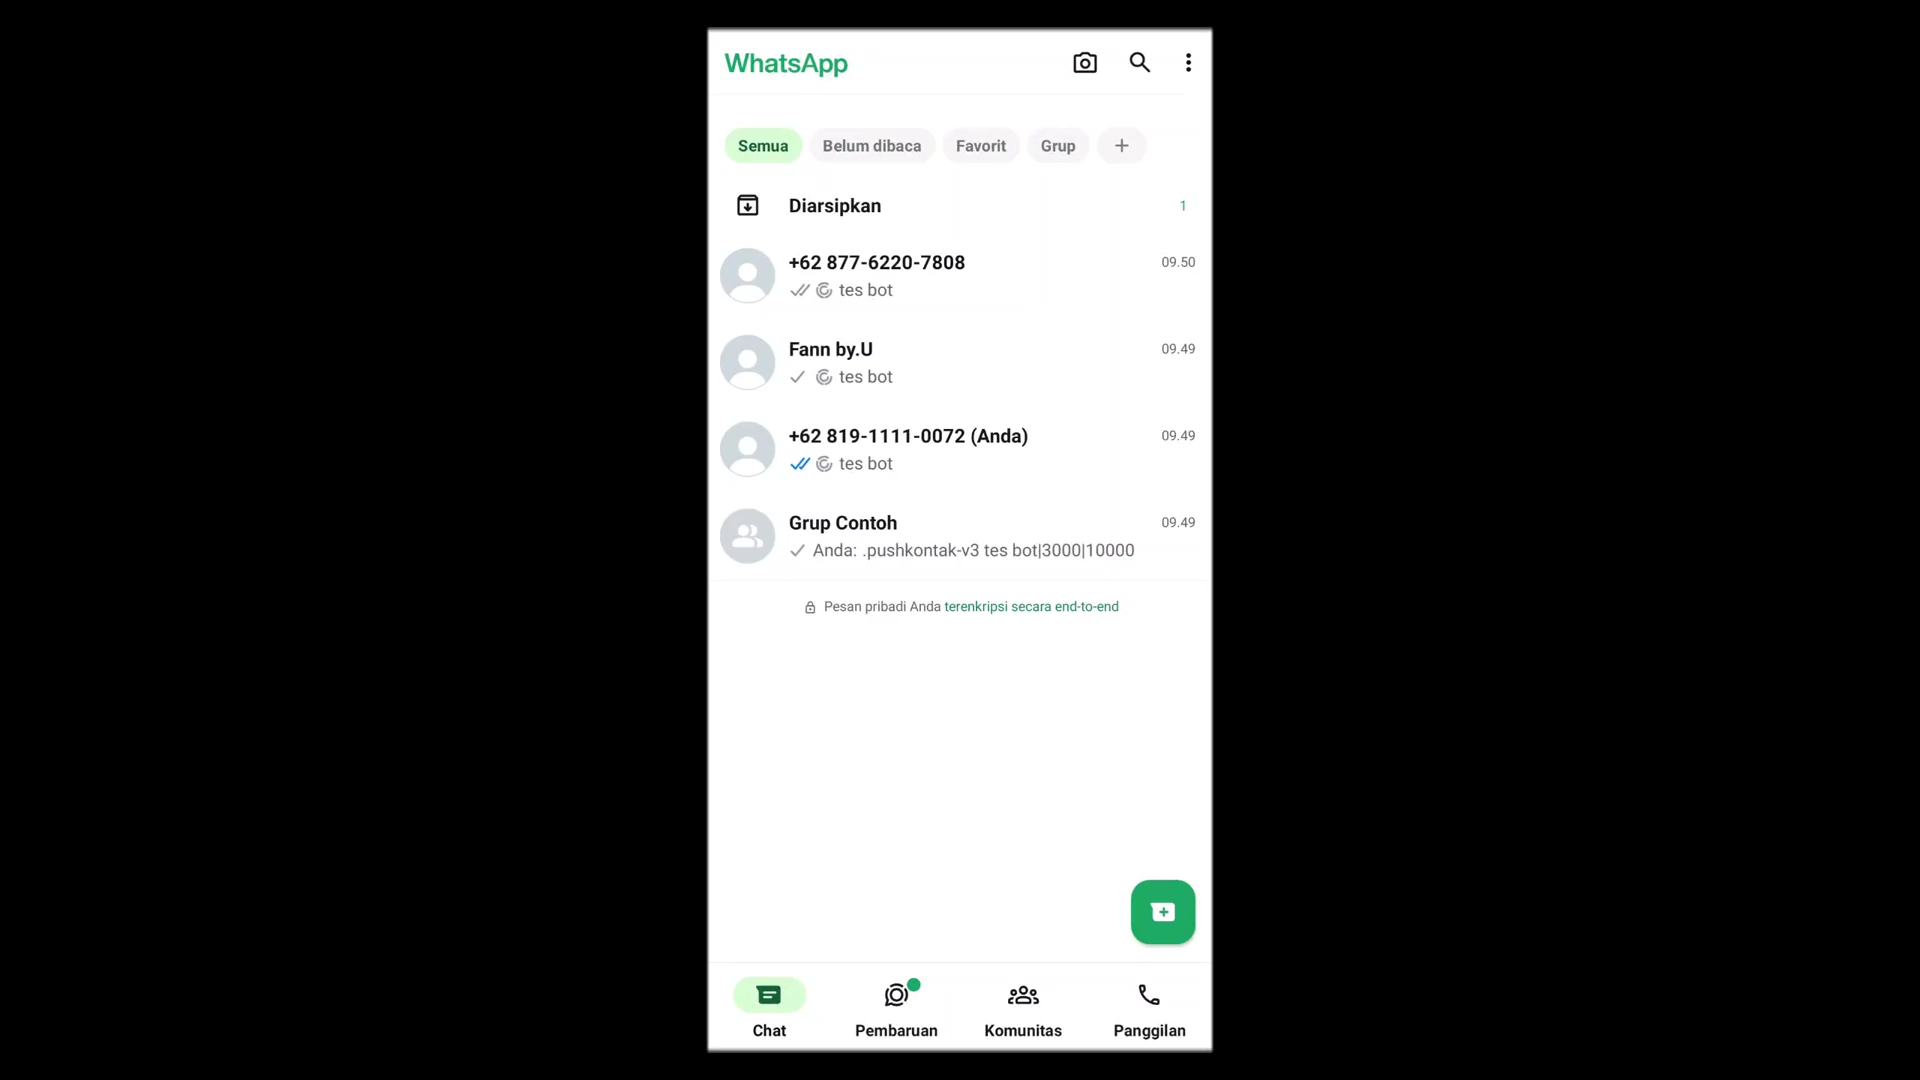 WhatsApp
Semua Belum dibaca Favorit Grup +
Diarsipkan 1
+62 877-6220-7808 09.50
tes bot
Fann by.U 09.49
tes bot
+62 819-1111-0072 (Anda) 09.49
tes bot
Grup Contoh 09.49
Anda: .pushkontak-v3 tes bot|3000|10000
Pesan pribadi Anda terenkripsi secara end-to-end
Chat Pembaruan Komunitas Panggilan